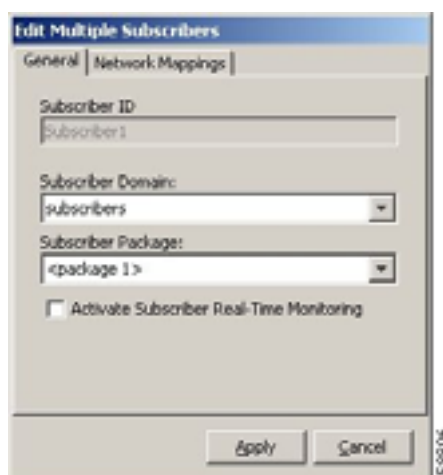 Edit Multiple Subscribers
General Network Mappings
Subscriber ID
Subscriber1
Subscriber Domain:
subscribers
Subscriber Package:
<package 1>
Activate Subscriber Real-Time Monitoring
Apply Cancel